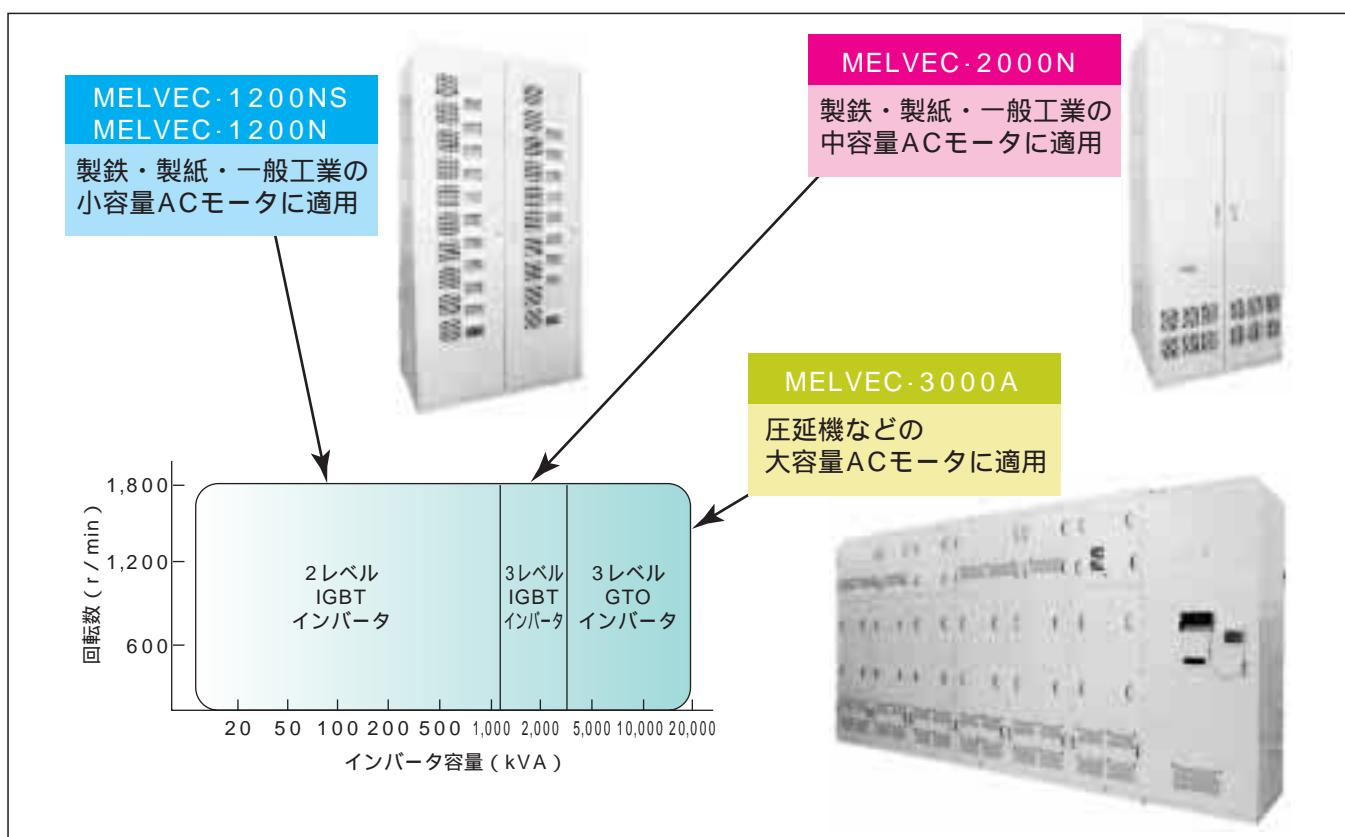 MELVEC·1200NS
MELVEC·1200N
製鉄・製紙・一般工業の
小容量ACモータに適用
MELVEC·2000N
製鉄・製紙・一般工業の
中容量ACモータに適用
MELVEC·3000A
圧延機などの
大容量ACモータに適用
回転数（r/min）
1,800
1,200
600
2レベル
IGBT
インバータ
3レベル
IGBT
インバータ
3レベル
GTO
インバータ
20 50 100 200 500 1,000 2,000 5,000 10,000 20,000
インバータ容量（kVA）